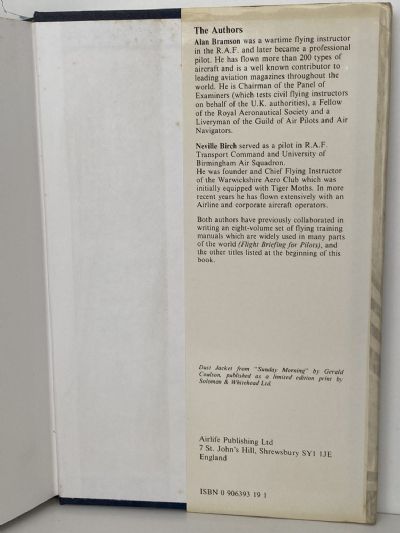 The Authors
Alan Bramson was a wartime flying instructor
in the R.A.F. and later became a professional
pilot. He has flown more than 200 types of
aircraft and is a well known contributor to
leading aviation magazines throughout the
world. He is Chairman of the Panel of
Examiners (which tests civil flying instructors
on behalf of the U.K. authorities), a Fellow
of the Royal Aeronautical Society and a
Liveryman of the Guild of Air Pilots and Air
Navigators.
Neville Birch served as a pilot in R.A.F.
Transport Command and University of
Birmingham Air Squadron.
He was founder and Chief Flying Instructor
of the Warwickshire Aero Club which was
initially equipped with Tiger Moths. In more
recent years he has flown extensively with an
Airline and corporate aircraft operators.
Both authors have previously collaborated in
writing an eight-volume set of flying training
manuals which are widely used in many parts
of the world (Flight Briefing for Pilots), and
the other titles listed at the beginning of this
book.
Dust Jacket from "Sunday Morning" by Gerald
Coulson, published as a limited edition print by
Solomon & Whitehead Ltd.
Airlife Publishing Ltd
7 St. John's Hill, Shrewsbury SY1 1JE
England
ISBN 0 906393 19 1